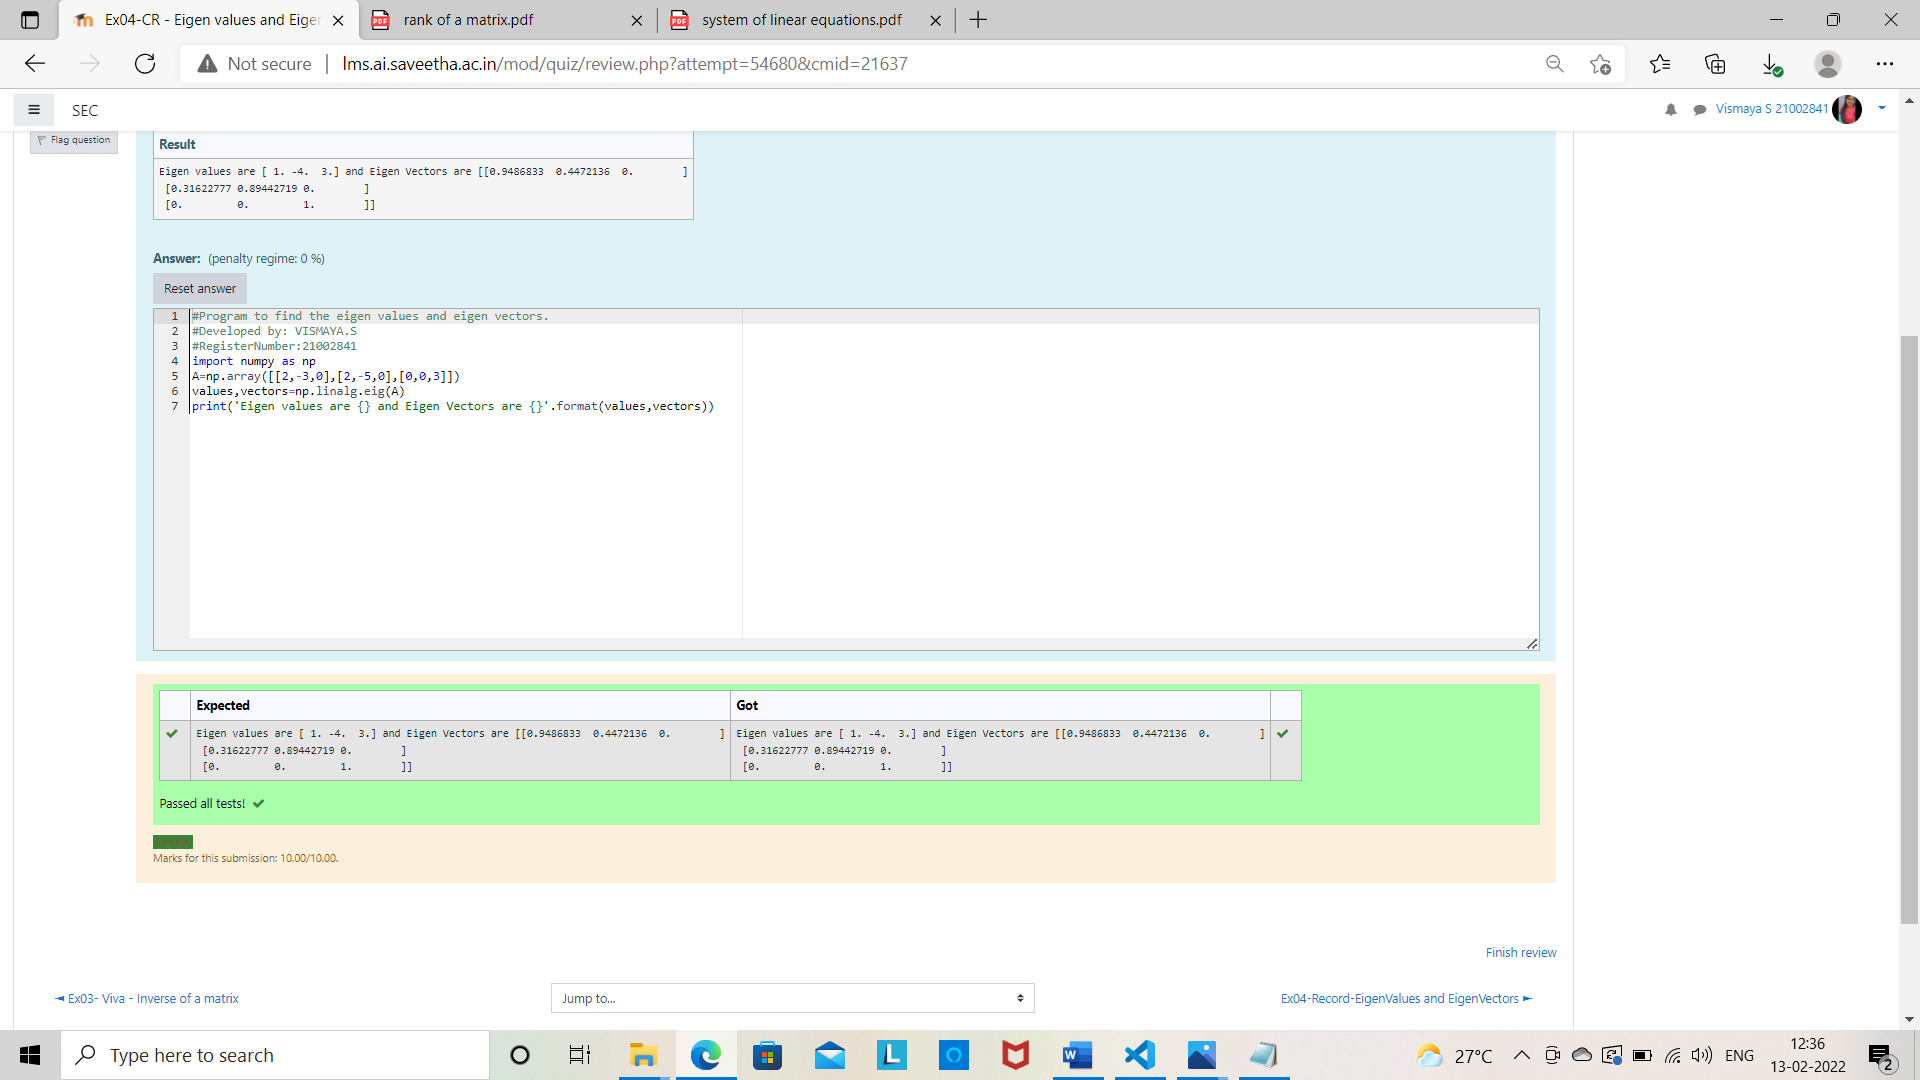 Ex04-CR - Eigen values and Eige
rank of a matrix.pdf
system of linear equations.pdf
Not secure
lms.ai.saveetha.ac.in/mod/quiz/review.php?attempt=54680&cmid=21637
SEC
Vismaya S 21002841
Flag question
Result
Eigen values are [ 1. -4.  3.] and Eigen Vectors are [[0.9486833  0.4472136  0.        ]
[0.31622777 0.89442719 0.        ]
[0.         0.         1.        ]]
Answer: (penalty regime: 0 %)
Reset answer
1 #Program to find the eigen values and eigen vectors.
2 #Developed by: VISMAYA.S
3 #RegisterNumber:21002841
4 import numpy as np
5 A=np.array([[2,-3,0],[2,-5,0],[0,0,3]])
6 values,vectors=np.linalg.eig(A)
7 print('Eigen values are {} and Eigen Vectors are {}'.format(values,vectors))
Expected Got
Eigen values are [ 1. -4.  3.] and Eigen Vectors are [[0.9486833  0.4472136  0.        ] Eigen values are [ 1. -4.  3.] and Eigen Vectors are [[0.9486833  0.4472136  0.        ]
[0.31622777 0.89442719 0.        ] [0.31622777 0.89442719 0.        ]
[0.         0.         1.        ]] [0.         0.         1.        ]]
Passed all tests!
Marks for this submission: 10.00/10.00.
Finish review
◄ Ex03- Viva - Inverse of a matrix
Jump to...
Ex04-Record-EigenValues and EigenVectors ►
Type here to search
27°C
ENG
12:36
13-02-2022
2